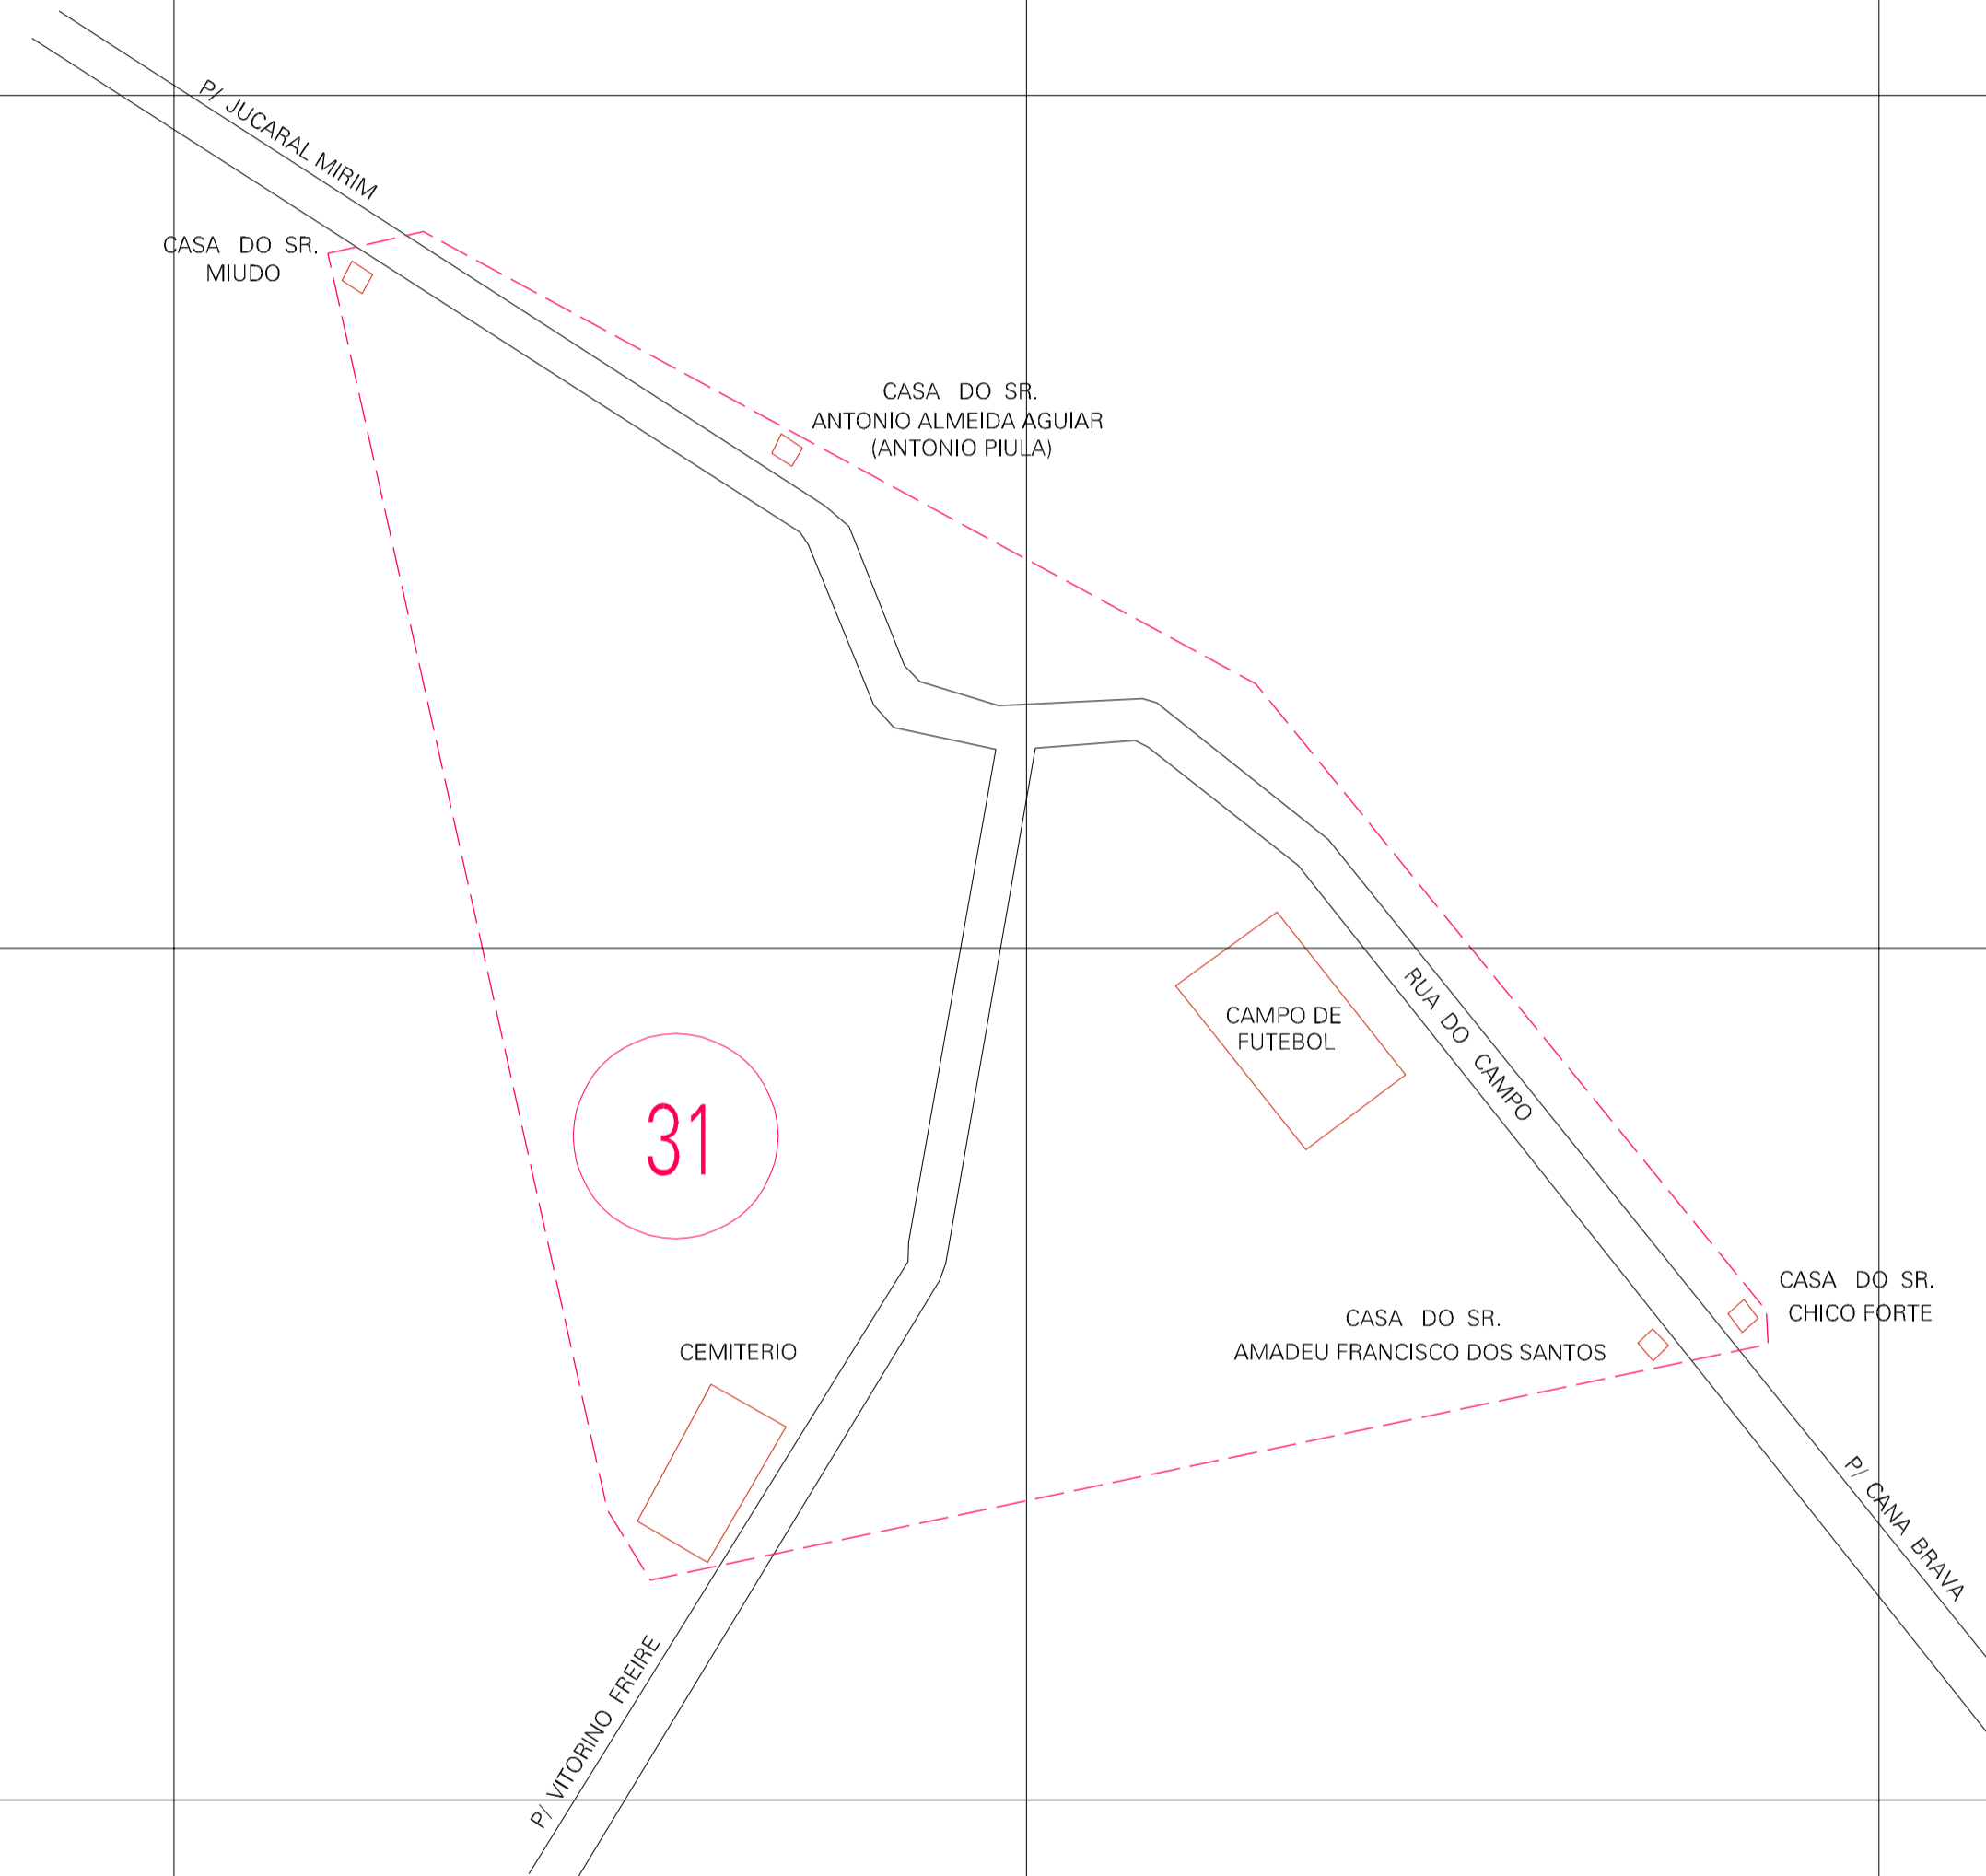 P/ JUCARAL MIRIM
CASA DO SR.
MIUDO
CASA DO SR.
ANTONIO ALMEIDA AGUIAR
(ANTONIO PIULA)
RUA DO CAMPO
CAMPO DE
FUTEBOL
31
CASA DO SR.
CHICO FORTE
CASA DO SR.
AMADEU FRANCISCO DOS SANTOS
CEMITERIO
P/ CANA BRAVA
P/ VITORINO FREIRE